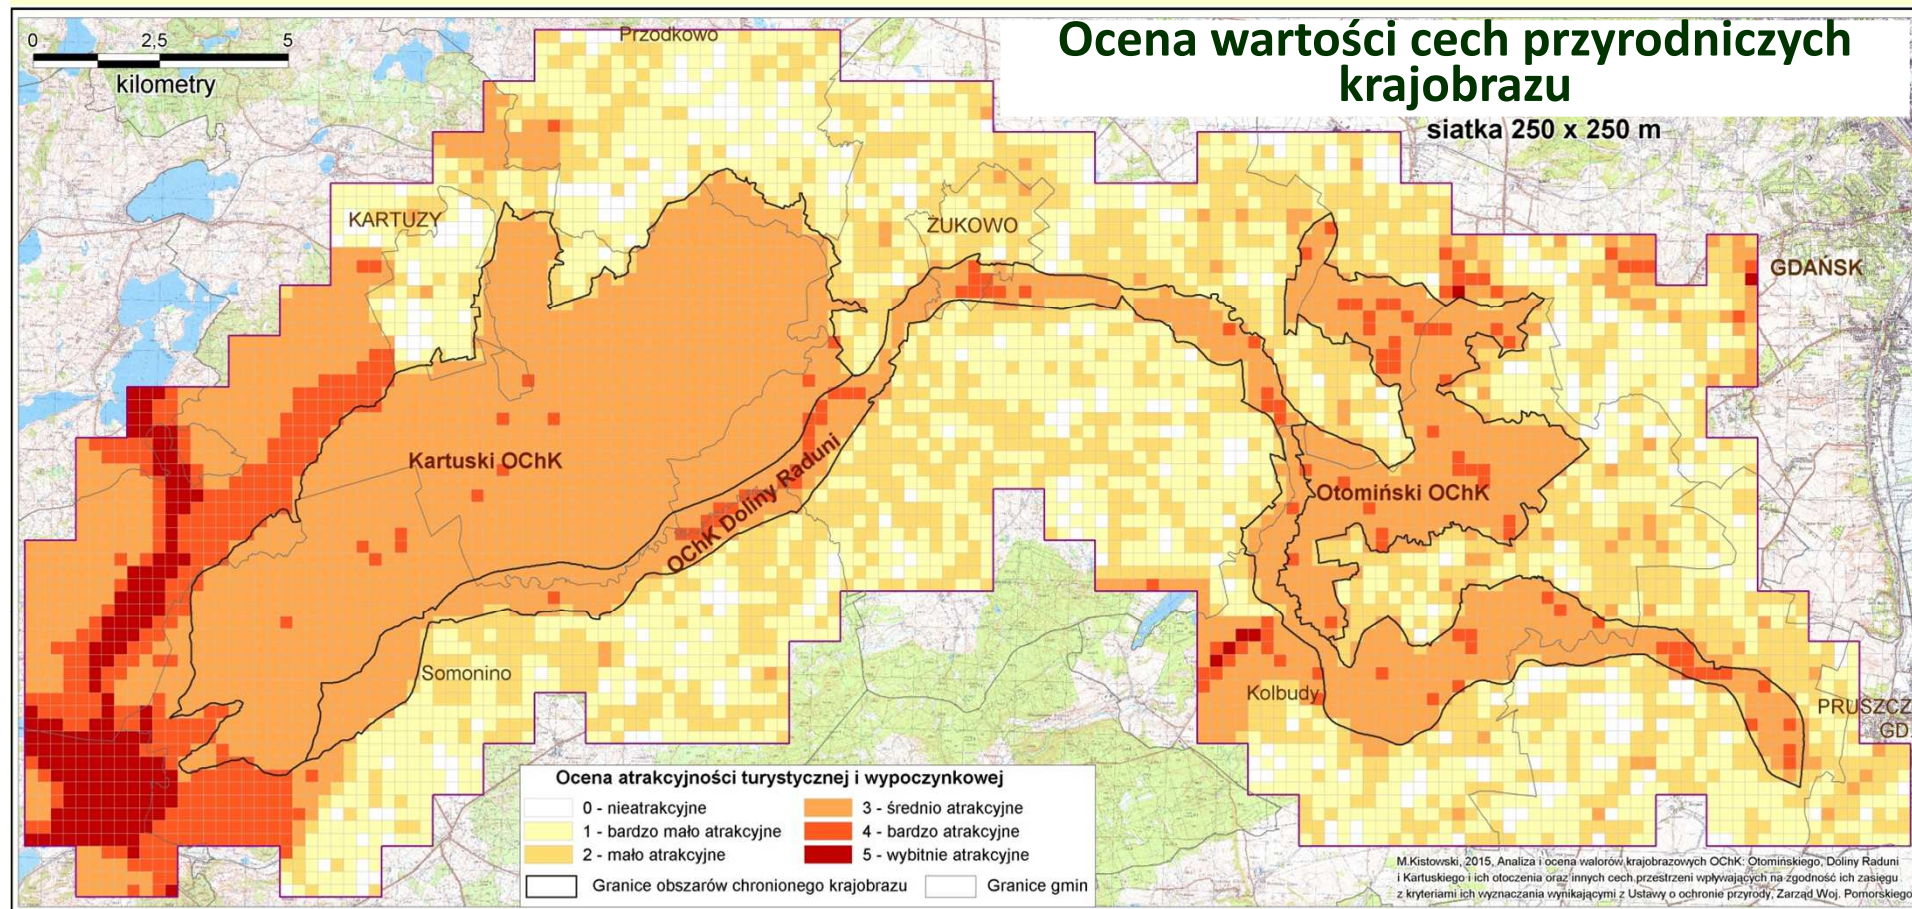 Ocena wartości cech przyrodniczych
krajobrazu
siatka 250 x 250 m
0 2,5 5
kilometry
Przodkowo
KARTUZY
ŻUKOWO
GDAŃSK
Kartuski OChK
OChK Doliny Raduni
Otomiński OChK
Somonino
Kolbudy
PRUSZCZ
GD.
Ocena atrakcyjności turystycznej i wypoczynkowej
0 - nieatrakcyjne
1 - bardzo mało atrakcyjne
2 - mało atrakcyjne
3 - średnio atrakcyjne
4 - bardzo atrakcyjne
5 - wybitnie atrakcyjne
Granice obszarów chronionego krajobrazu
Granice gmin
M.Kistowski, 2015, Analiza i ocena walorów krajobrazowych OChK: Otomińskiego, Doliny Raduni
i Kartuskiego i ich otoczenia oraz innych cech przestrzeni wpływających na zgodność ich zasięgu
z kryteriami ich wyznaczania wynikającymi z Ustawy o ochronie przyrody, Zarząd Woj. Pomorskiego